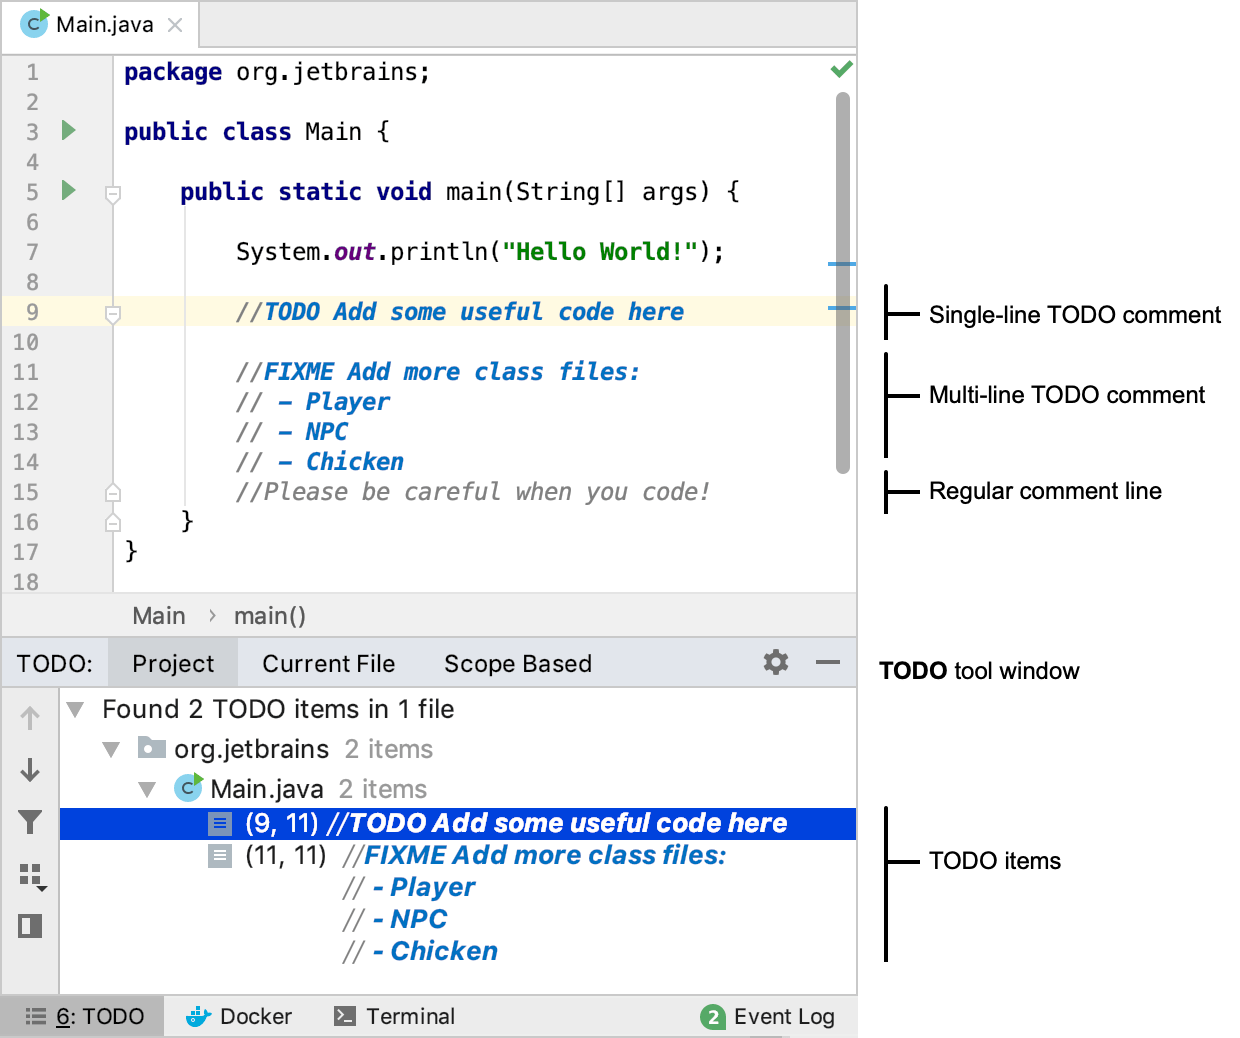 Main.java
1 package org.jetbrains;
2
3 public class Main {
4
5 public static void main(String[] args) {
6
7 System.out.println("Hello World!");
8
9 //TODO Add some useful code here
10
11 //FIXME Add more class files:
12 // - Player
13 // - NPC
14 // - Chicken
15 //Please be careful when you code!
16 }
17 }
18
Single-line TODO comment
Multi-line TODO comment
Regular comment line
Main › main()
TODO: Project Current File Scope Based
TODO tool window
Found 2 TODO items in 1 file
org.jetbrains 2 items
C Main.java 2 items
(9, 11) //TODO Add some useful code here
(11, 11) //FIXME Add more class files:
// - Player
// - NPC
// - Chicken
TODO items
6: TODO Docker Terminal 2 Event Log